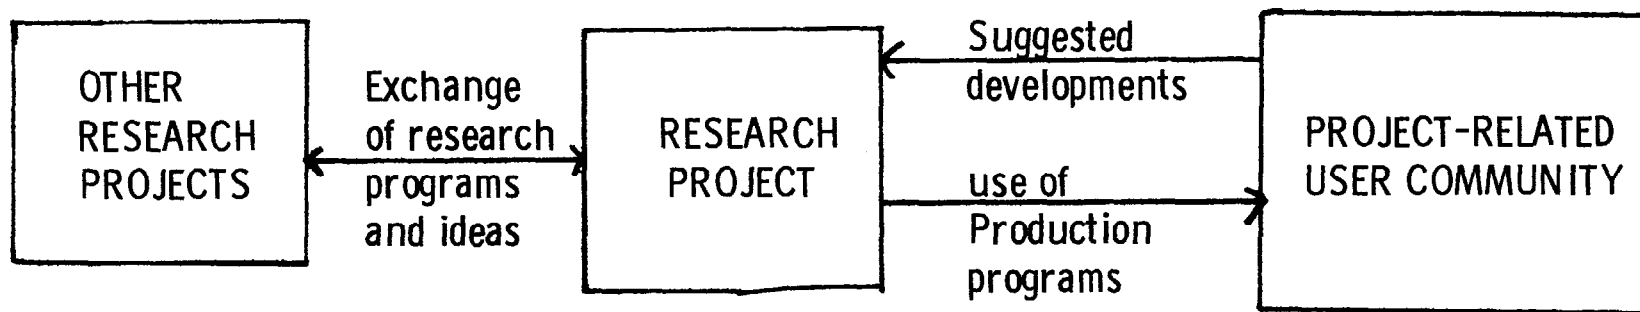 OTHER
RESEARCH
PROJECTS
Exchange
of research
programs
and ideas
RESEARCH
PROJECT
Suggested
developments
use of
Production
programs
PROJECT-RELATED
USER COMMUNITY